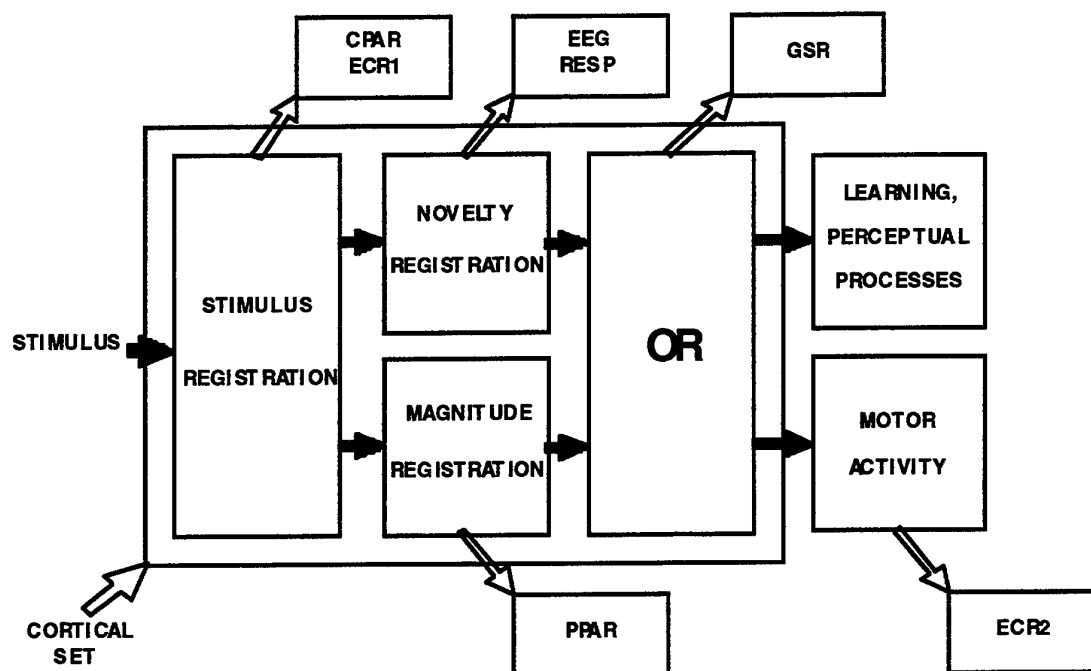 CPAR
ECR1
EEG
RESP
GSR
STIMULUS
STIMULUS
REGISTRATION
NOVELTY
REGISTRATION
MAGNITUDE
REGISTRATION
OR
LEARNING,
PERCEPTUAL
PROCESSES
MOTOR
ACTIVITY
CORTICAL
SET
PPAR
ECR2